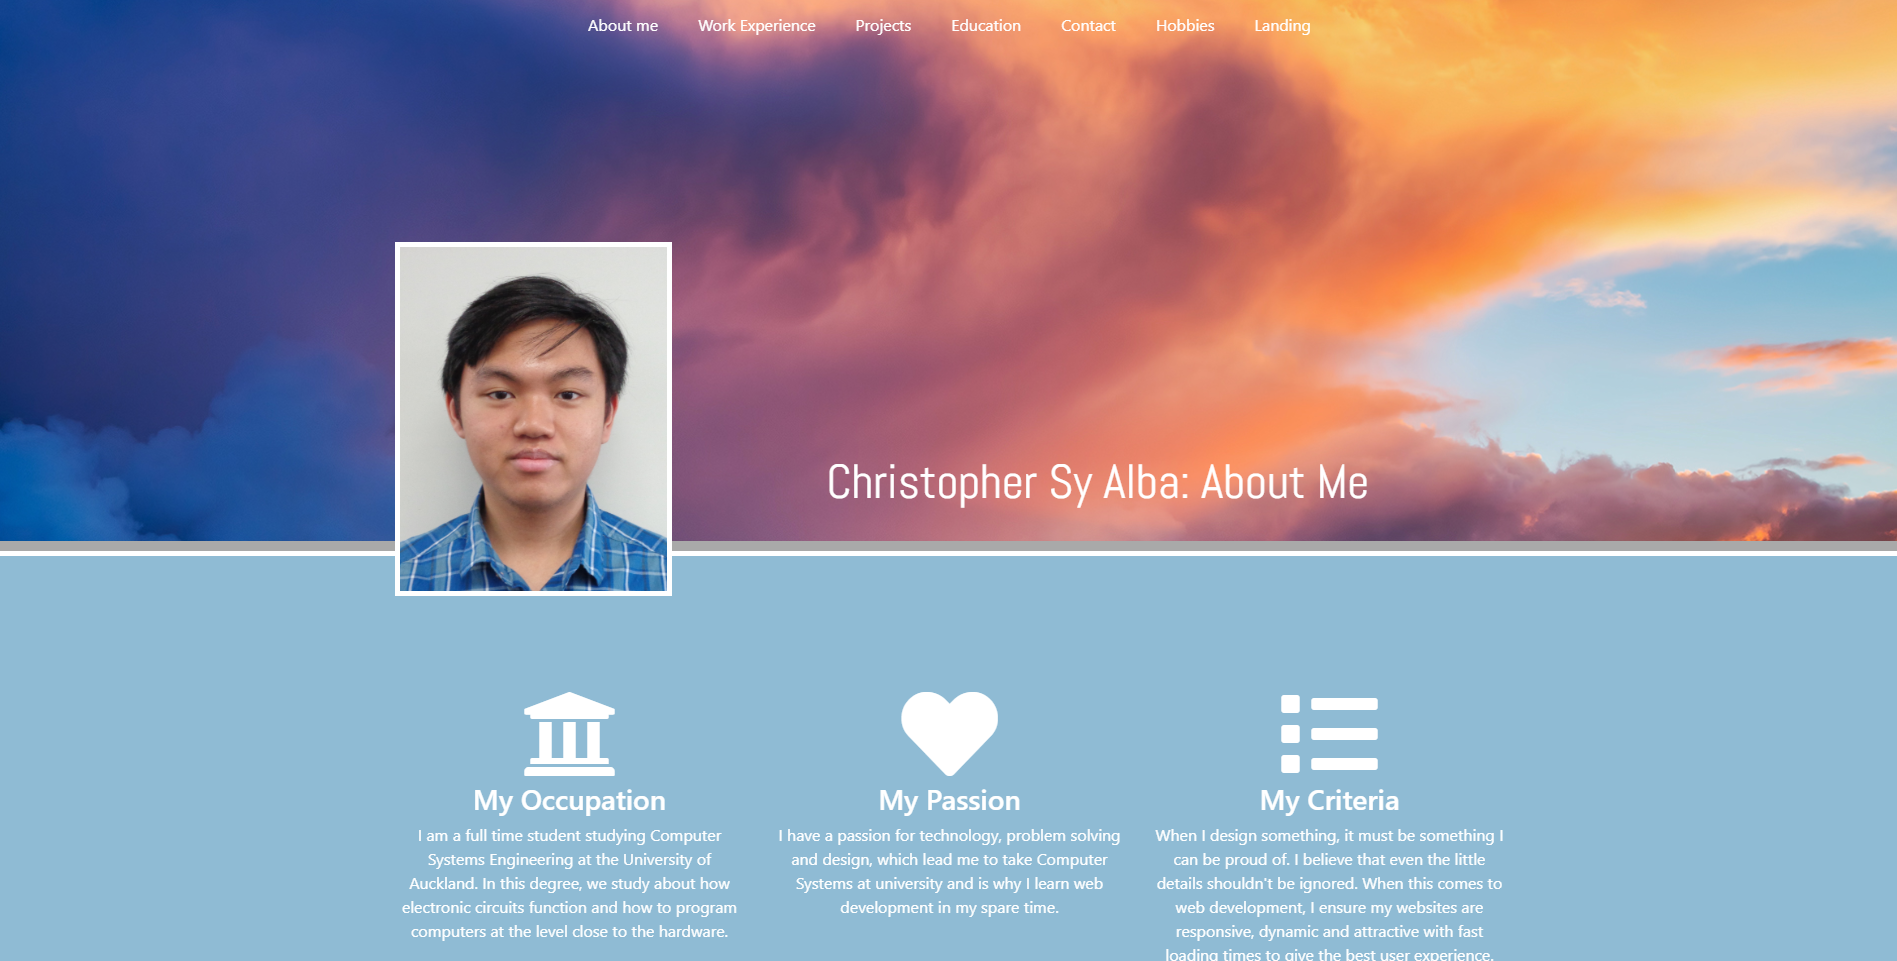 About me Work Experience Projects Education Contact Hobbies Landing
Christopher Sy Alba: About Me
My Occupation
I am a full time student studying Computer
Systems Engineering at the University of
Auckland. In this degree, we study about how
electronic circuits function and how to program
computers at the level close to the hardware.
My Passion
I have a passion for technology, problem solving
and design, which lead me to take Computer
Systems at university and is why I learn web
development in my spare time.
My Criteria
When I design something, it must be something I
can be proud of. I believe that even the little
details shouldn't be ignored. When this comes to
web development, I ensure my websites are
responsive, dynamic and attractive with fast
loading times to give the best user experience.